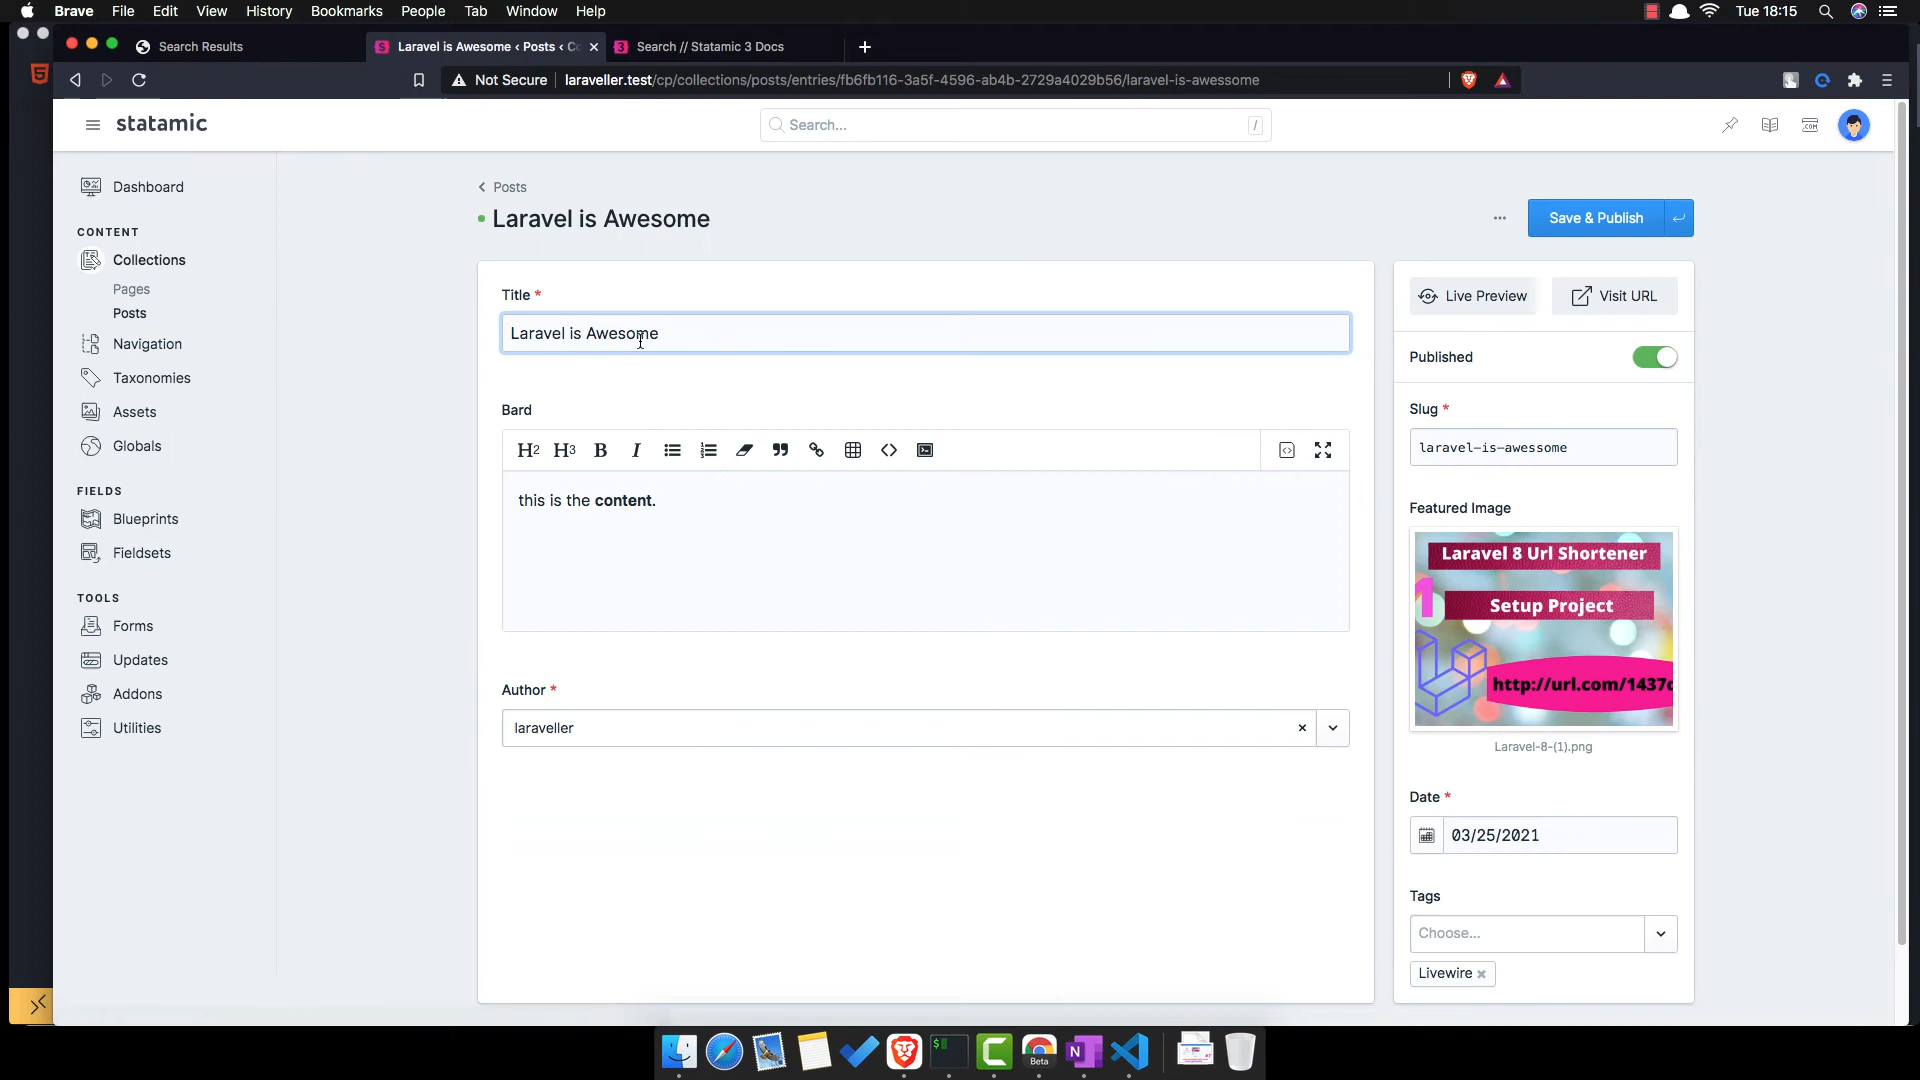 Brave File Edit View History Bookmarks People Tab Window Help Tue 18:15
Search Results
Laravel is Awesome ‹ Posts ‹ Co
Search // Statamic 3 Docs
Not Secure laraveller.test/cp/collections/posts/entries/fb6fb116-3a5f-4596-ab4b-2729a4029b56/laravel-is-awessome
statamic
Search... /
Dashboard
CONTENT
Collections
Pages
Posts
Navigation
Taxonomies
Assets
Globals
FIELDS
Blueprints
Fieldsets
TOOLS
Forms
Updates
Addons
Utilities
Posts
Laravel is Awesome
Save & Publish
Title *
Laravel is Awesome
Bard
H2 H3 B I
this is the content.
Author *
laraveller
Live Preview
Visit URL
Published
Slug *
laravel-is-awessome
Featured Image
Laravel 8 Url Shortener
1
Setup Project
http://url.com/1437c
Laravel-8-(1).png
Date *
03/25/2021
Tags
Choose...
Livewire
Beta